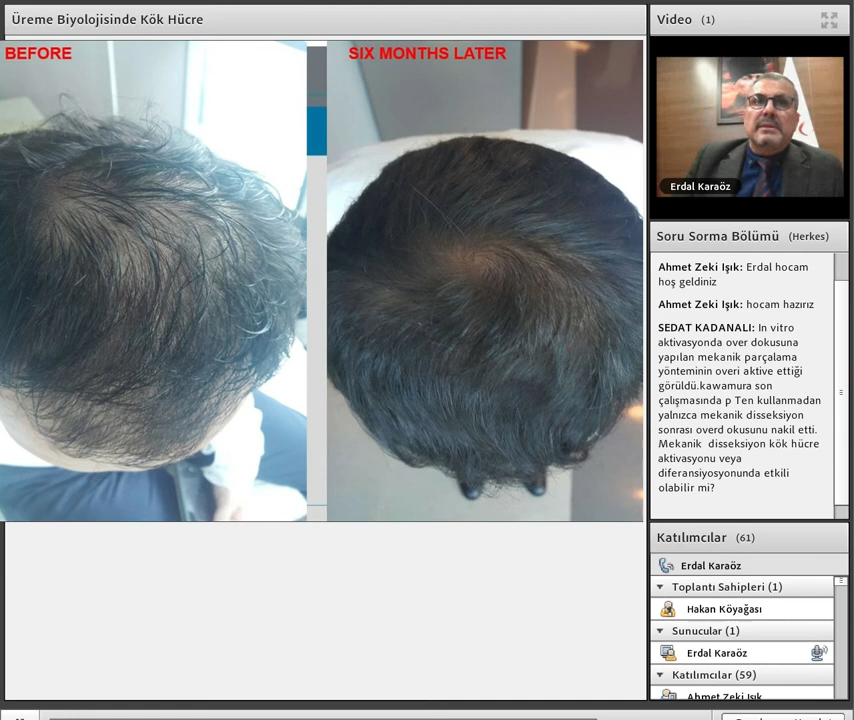 Üreme Biyolojisinde Kök Hücre
BEFORE
SIX MONTHS LATER
Video (1)
Erdal Karaöz
Soru Sorma Bölümü (Herkes)
Ahmet Zeki Işık: Erdal hocam
hoş geldiniz
Ahmet Zeki Işık: hocam hazırız
SEDAT KADANALI: In vitro
aktivasyonda over dokusuna
yapılan mekanik parçalama
yönteminin overi aktive ettiği
görüldü.kawamura son
çalışmasında p Ten kullanmadan
yalnızca mekanik disseksiyon
sonrası overd okusunu nakil etti.
Mekanik disseksiyon kök hücre
aktivasyonu veya
diferansiyosyonunda etkili
olabilir mi?
Katılımcılar (61)
Erdal Karaöz
Toplantı Sahipleri (1)
Hakan Köyağası
Sunucular (1)
Erdal Karaöz
Katılımcılar (59)
Ahmet Zeki Işık